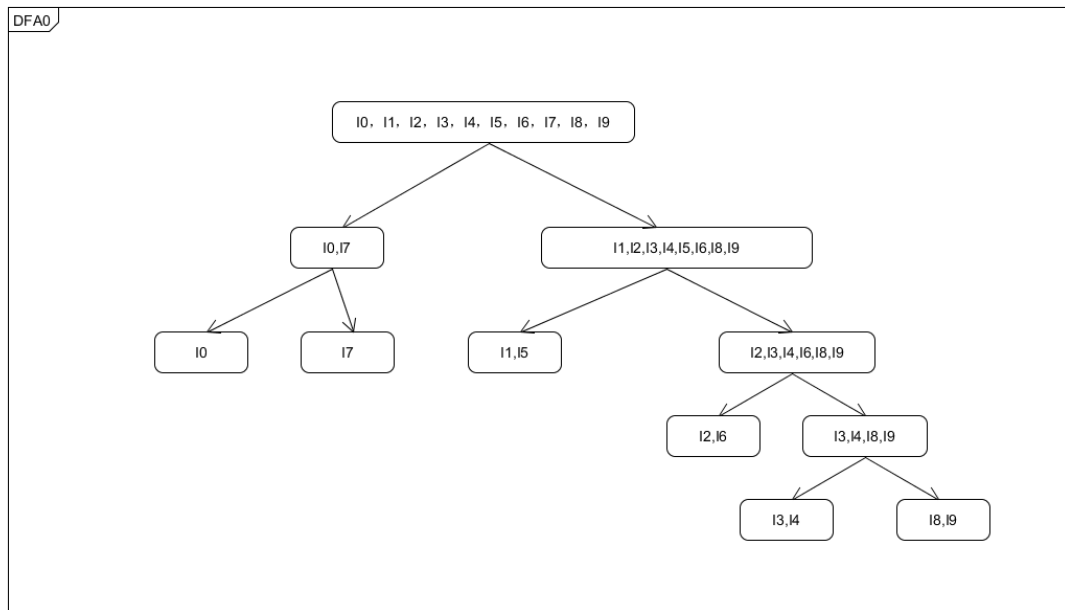 DFA0
I0， I1， I2， I3， I4， I5， I6， I7， I8， I9
I0,I7
I1,I2,I3,I4,I5,I6,I8,I9
I0
I7
I1,I5
I2,I3,I4,I6,I8,I9
I2,I6
I3,I4,I8,I9
I3,I4
I8,I9